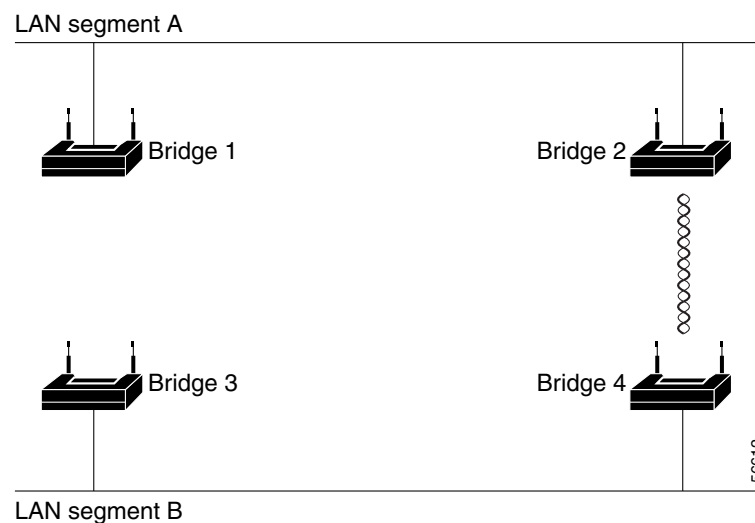 LAN segment A
Bridge 1
Bridge 2
Bridge 3
Bridge 4
LAN segment B